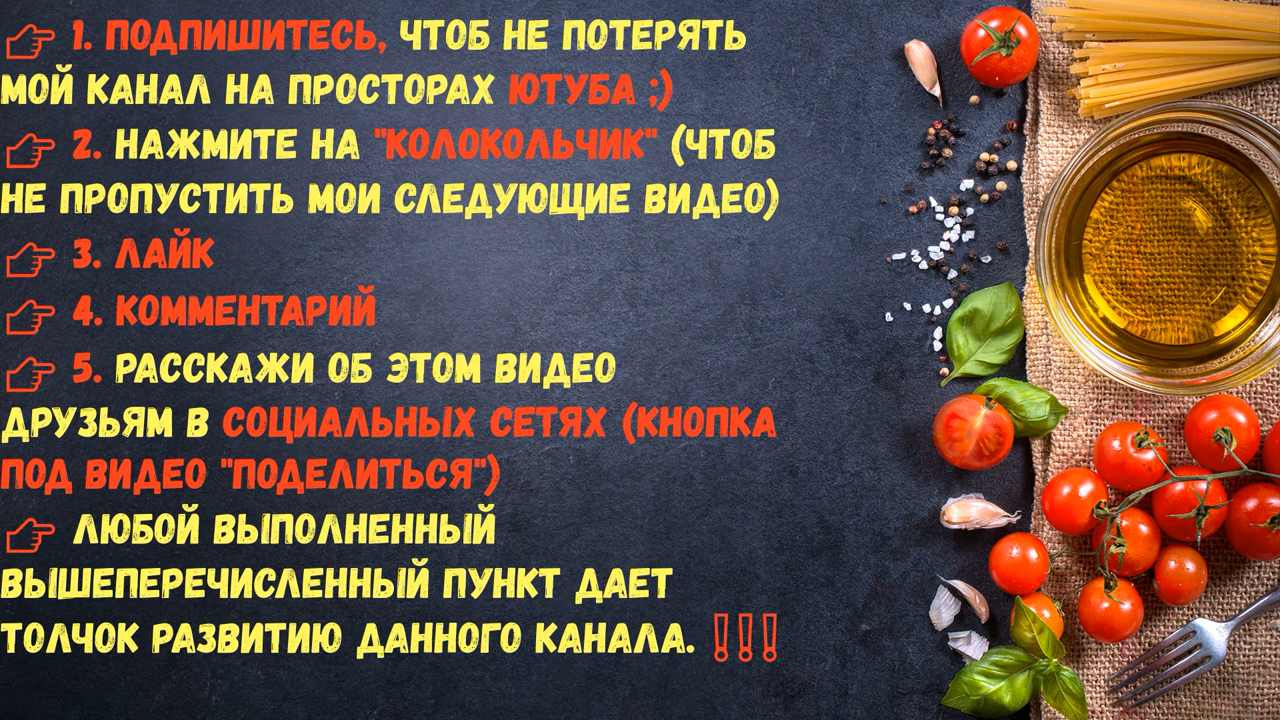 👉 1. ПОДПИШИТЕСЬ, ЧТОБ НЕ ПОТЕРЯТЬ
МОЙ КАНАЛ НА ПРОСТОРАХ ЮТУБА ;)
👉 2. НАЖМИТЕ НА "КОЛОКОЛЬЧИК" (ЧТОБ
НЕ ПРОПУСТИТЬ МОИ СЛЕДУЮЩИЕ ВИДЕО)
👉 3. ЛАЙК
👉 4. КОММЕНТАРИЙ
👉 5. РАССКАЖИ ОБ ЭТОМ ВИДЕО
ДРУЗЬЯМ В СОЦИАЛЬНЫХ СЕТЯХ (КНОПКА
ПОД ВИДЕО "ПОДЕЛИТЬСЯ")
👉 ЛЮБОЙ ВЫПОЛНЕННЫЙ
ВЫШЕПЕРЕЧИСЛЕННЫЙ ПУНКТ ДАЕТ
ТОЛЧОК РАЗВИТИЮ ДАННОГО КАНАЛА. ❗❗❗